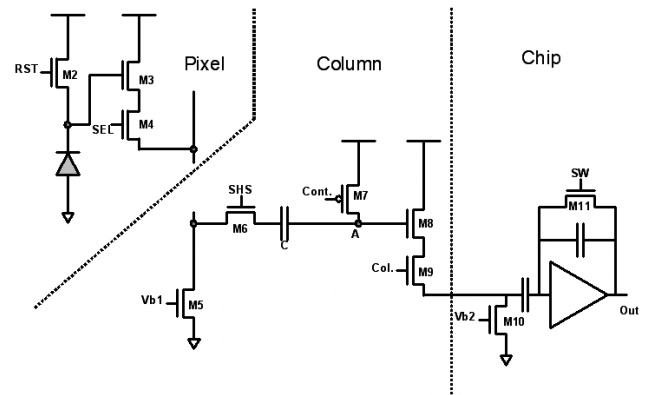 Pixel
Column
Chip
RST
M2
M3
SEL
M4
SHS
M6
C
Cont.
M7
A
M8
Col.
M9
Vb1
M5
Vb2
M10
SW
M11
Out